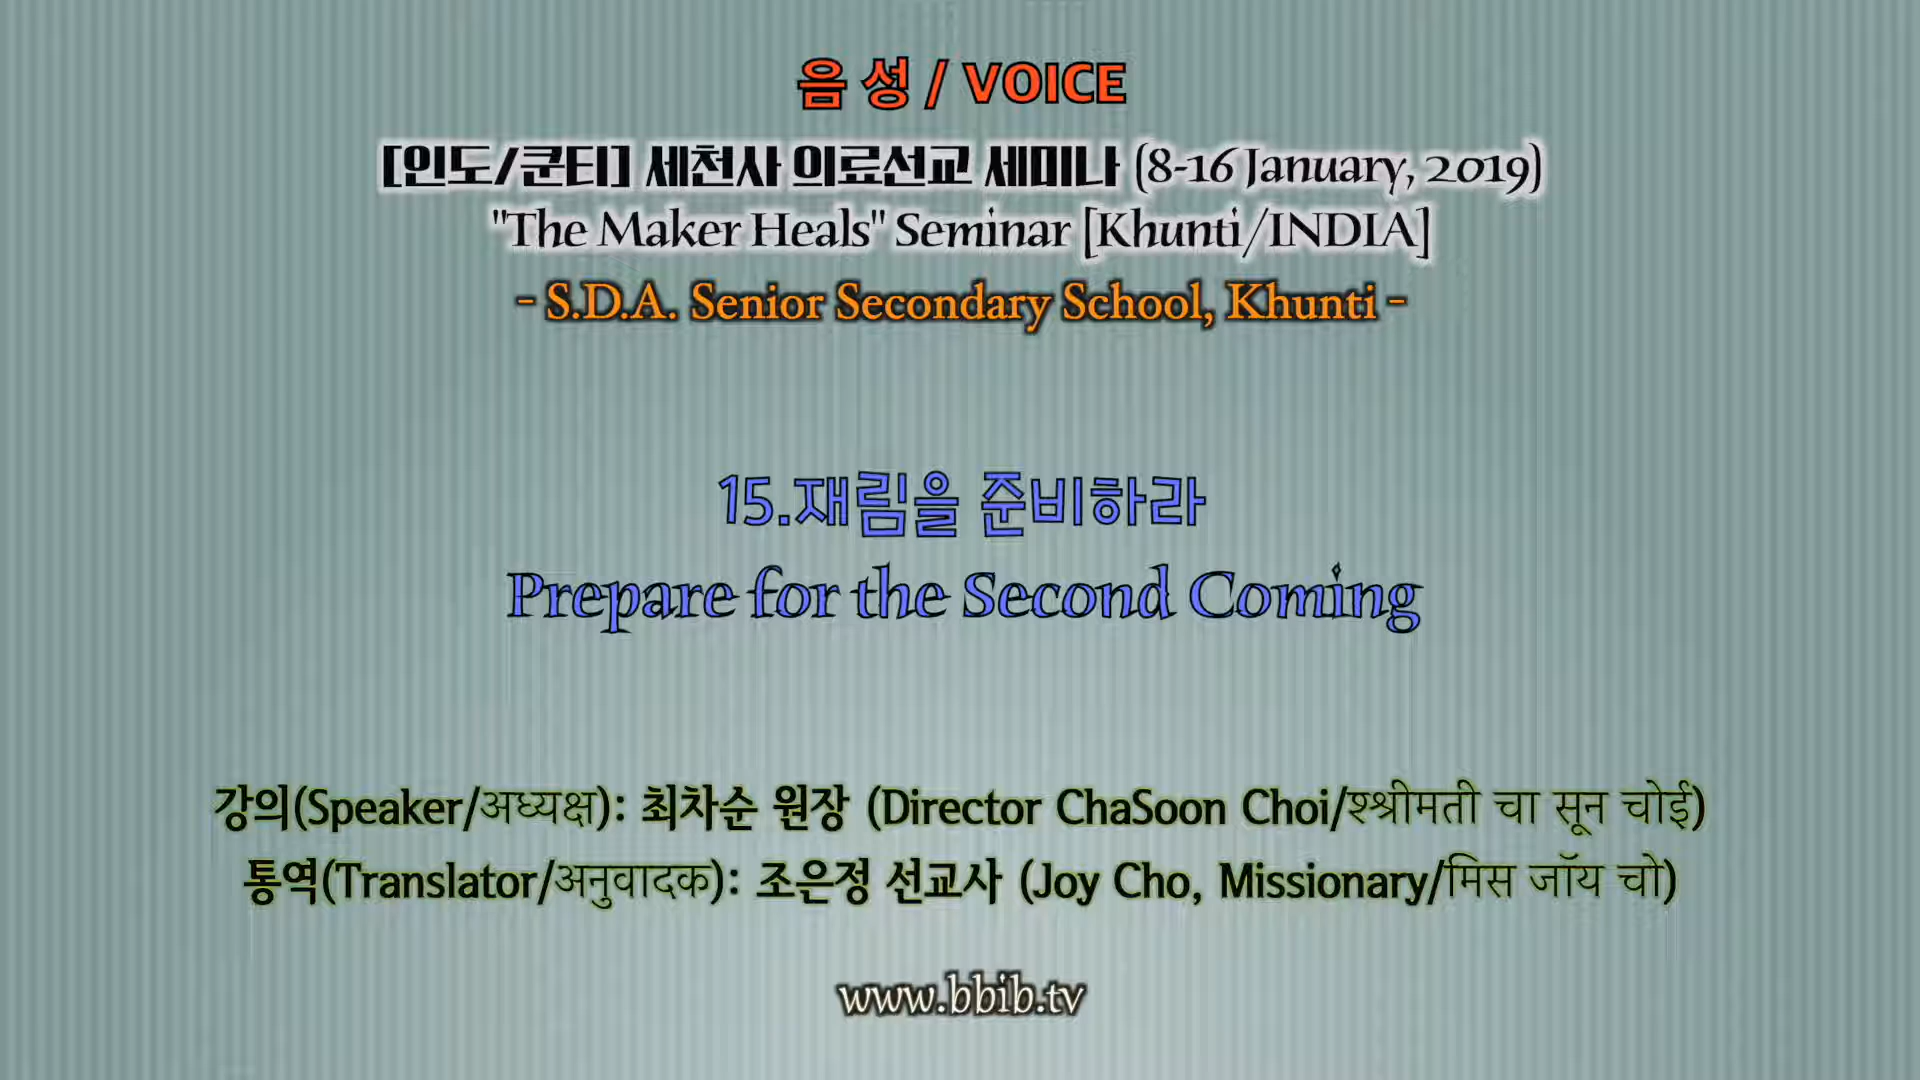 음 성 / VOICE
[인도/쿤티] 세천사 의료선교 세미나 (8-16 January, 2019)
"The Maker Heals" Seminar [Khunti/INDIA]
- S.D.A. Senior Secondary School, Khunti -
15.재림을 준비하라
Prepare for the Second Coming
강의(Speaker/अध्यक्ष): 최차순 원장 (Director ChaSoon Choi/श्श्रीमती चा सून चोई)
통역(Translator/अनुवादक): 조은정 선교사 (Joy Cho, Missionary/मिस जॉय चो)
www.bbib.tv